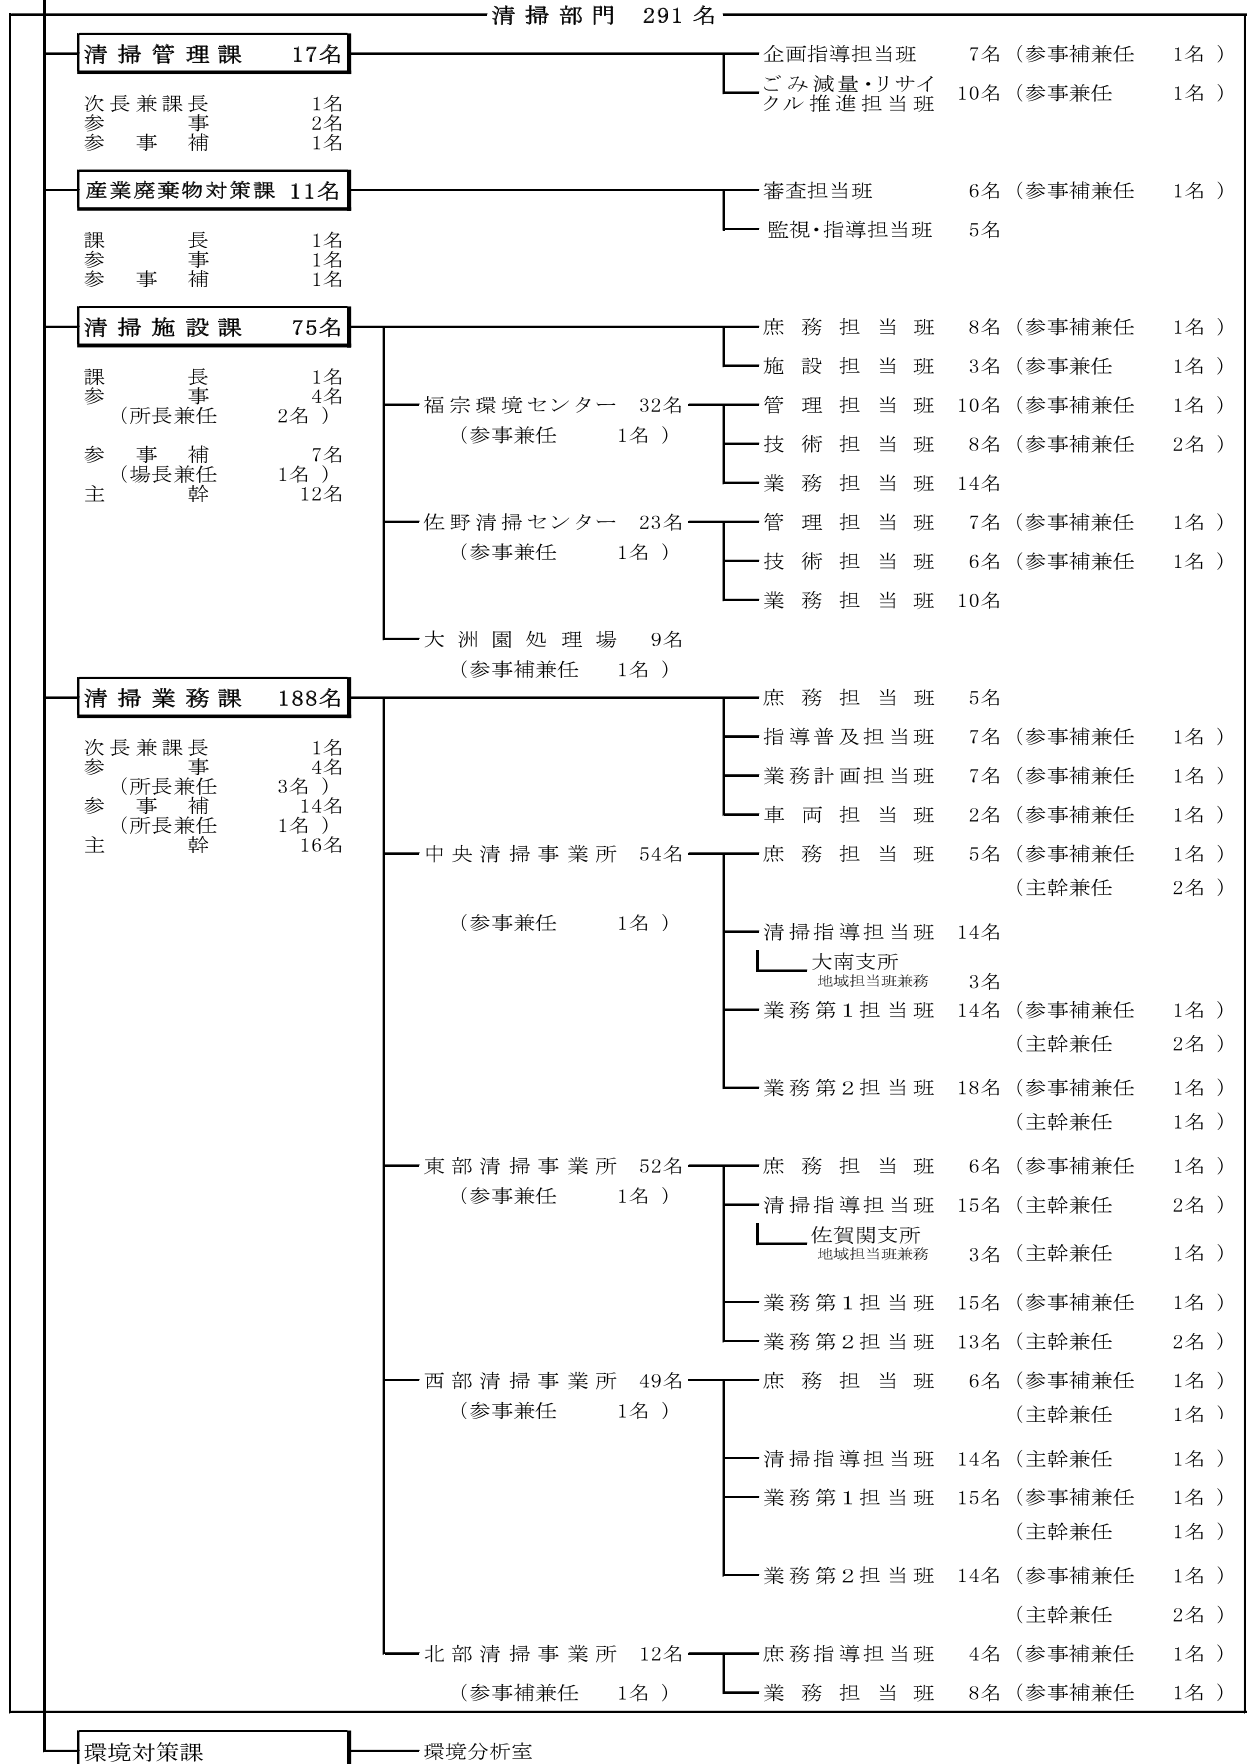 清掃部門 291名
清掃管理課 17名
企画指導担当班 7名（参事補兼任 1名 ）
ごみ減量・リサイ
クル推進担当班 10名（参事兼任 1名 ）
次長兼課長 1名
参事 2名
参事補 1名
産業廃棄物対策課 11名
審査担当班 6名（参事補兼任 1名 ）
監視・指導担当班 5名
課長 1名
参事 1名
参事補 1名
清掃施設課 75名
庶務担当班 8名（参事補兼任 1名 ）
施設担当班 3名（参事兼任 1名 ）
課長 1名
参事 4名
（所長兼任 2名 ）
参事補 7名
（場長兼任 1名 ）
主幹 12名
福宗環境センター 32名
（参事兼任 1名 ）
管理担当班 10名（参事補兼任 1名 ）
技術担当班 8名（参事補兼任 2名 ）
業務担当班 14名
佐野清掃センター 23名
（参事兼任 1名 ）
管理担当班 7名（参事補兼任 1名 ）
技術担当班 6名（参事補兼任 1名 ）
業務担当班 10名
大洲園処理場 9名
（参事補兼任 1名 ）
清掃業務課 188名
庶務担当班 5名
指導普及担当班 7名（参事補兼任 1名 ）
業務計画担当班 7名（参事補兼任 1名 ）
車両担当班 2名（参事補兼任 1名 ）
次長兼課長 1名
参事 4名
（所長兼任 3名 ）
参事補 14名
（所長兼任 1名 ）
主幹 16名
中央清掃事業所 54名
（参事兼任 1名 ）
庶務担当班 5名（参事補兼任 1名 ）
（主幹兼任 2名 ）
清掃指導担当班 14名
大南支所
地域担当班兼務 3名
業務第1担当班 14名（参事補兼任 1名 ）
（主幹兼任 2名 ）
業務第2担当班 18名（参事補兼任 1名 ）
（主幹兼任 1名 ）
東部清掃事業所 52名
（参事兼任 1名 ）
庶務担当班 6名（参事補兼任 1名 ）
清掃指導担当班 15名（主幹兼任 2名 ）
佐賀関支所
地域担当班兼務 3名（主幹兼任 1名 ）
業務第1担当班 15名（参事補兼任 1名 ）
業務第2担当班 13名（主幹兼任 2名 ）
西部清掃事業所 49名
（参事兼任 1名 ）
庶務担当班 6名（参事補兼任 1名 ）
（主幹兼任 1名 ）
清掃指導担当班 14名（主幹兼任 1名 ）
業務第1担当班 15名（参事補兼任 1名 ）
（主幹兼任 1名 ）
業務第2担当班 14名（参事補兼任 1名 ）
（主幹兼任 2名 ）
北部清掃事業所 12名
（参事補兼任 1名 ）
庶務指導担当班 4名（参事補兼任 1名 ）
業務担当班 8名（参事補兼任 1名 ）
環境対策課
環境分析室